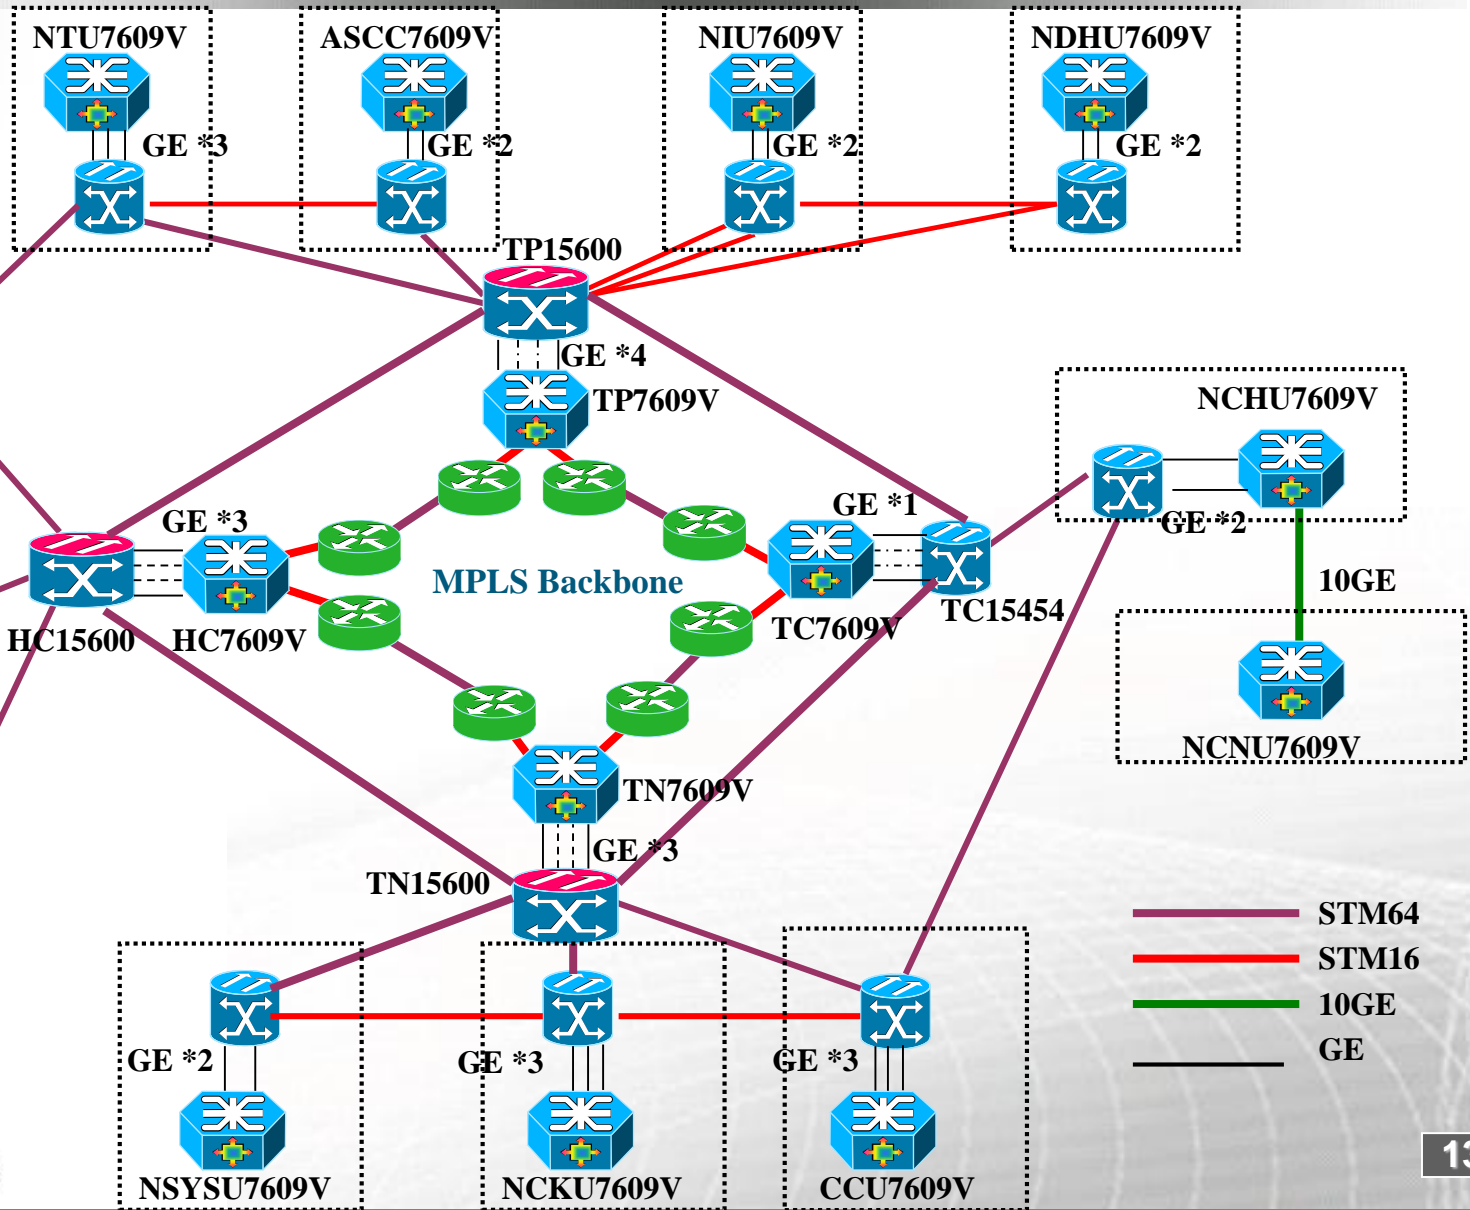 NTU7609V
ASCC7609V
NIU7609V
NDHU7609V
GE *3
GE *2
GE *2
GE *2
TP15600
GE *4
TP7609V
NCHU7609V
GE *3
GE *1
GE *2
MPLS Backbone
10GE
HC15600
HC7609V
TC7609V
TC15454
NCNU7609V
TN7609V
GE *3
TN15600
STM64
STM16
10GE
GE
GE *2
GE *3
GE *3
NSYSU7609V
NCKU7609V
CCU7609V
13